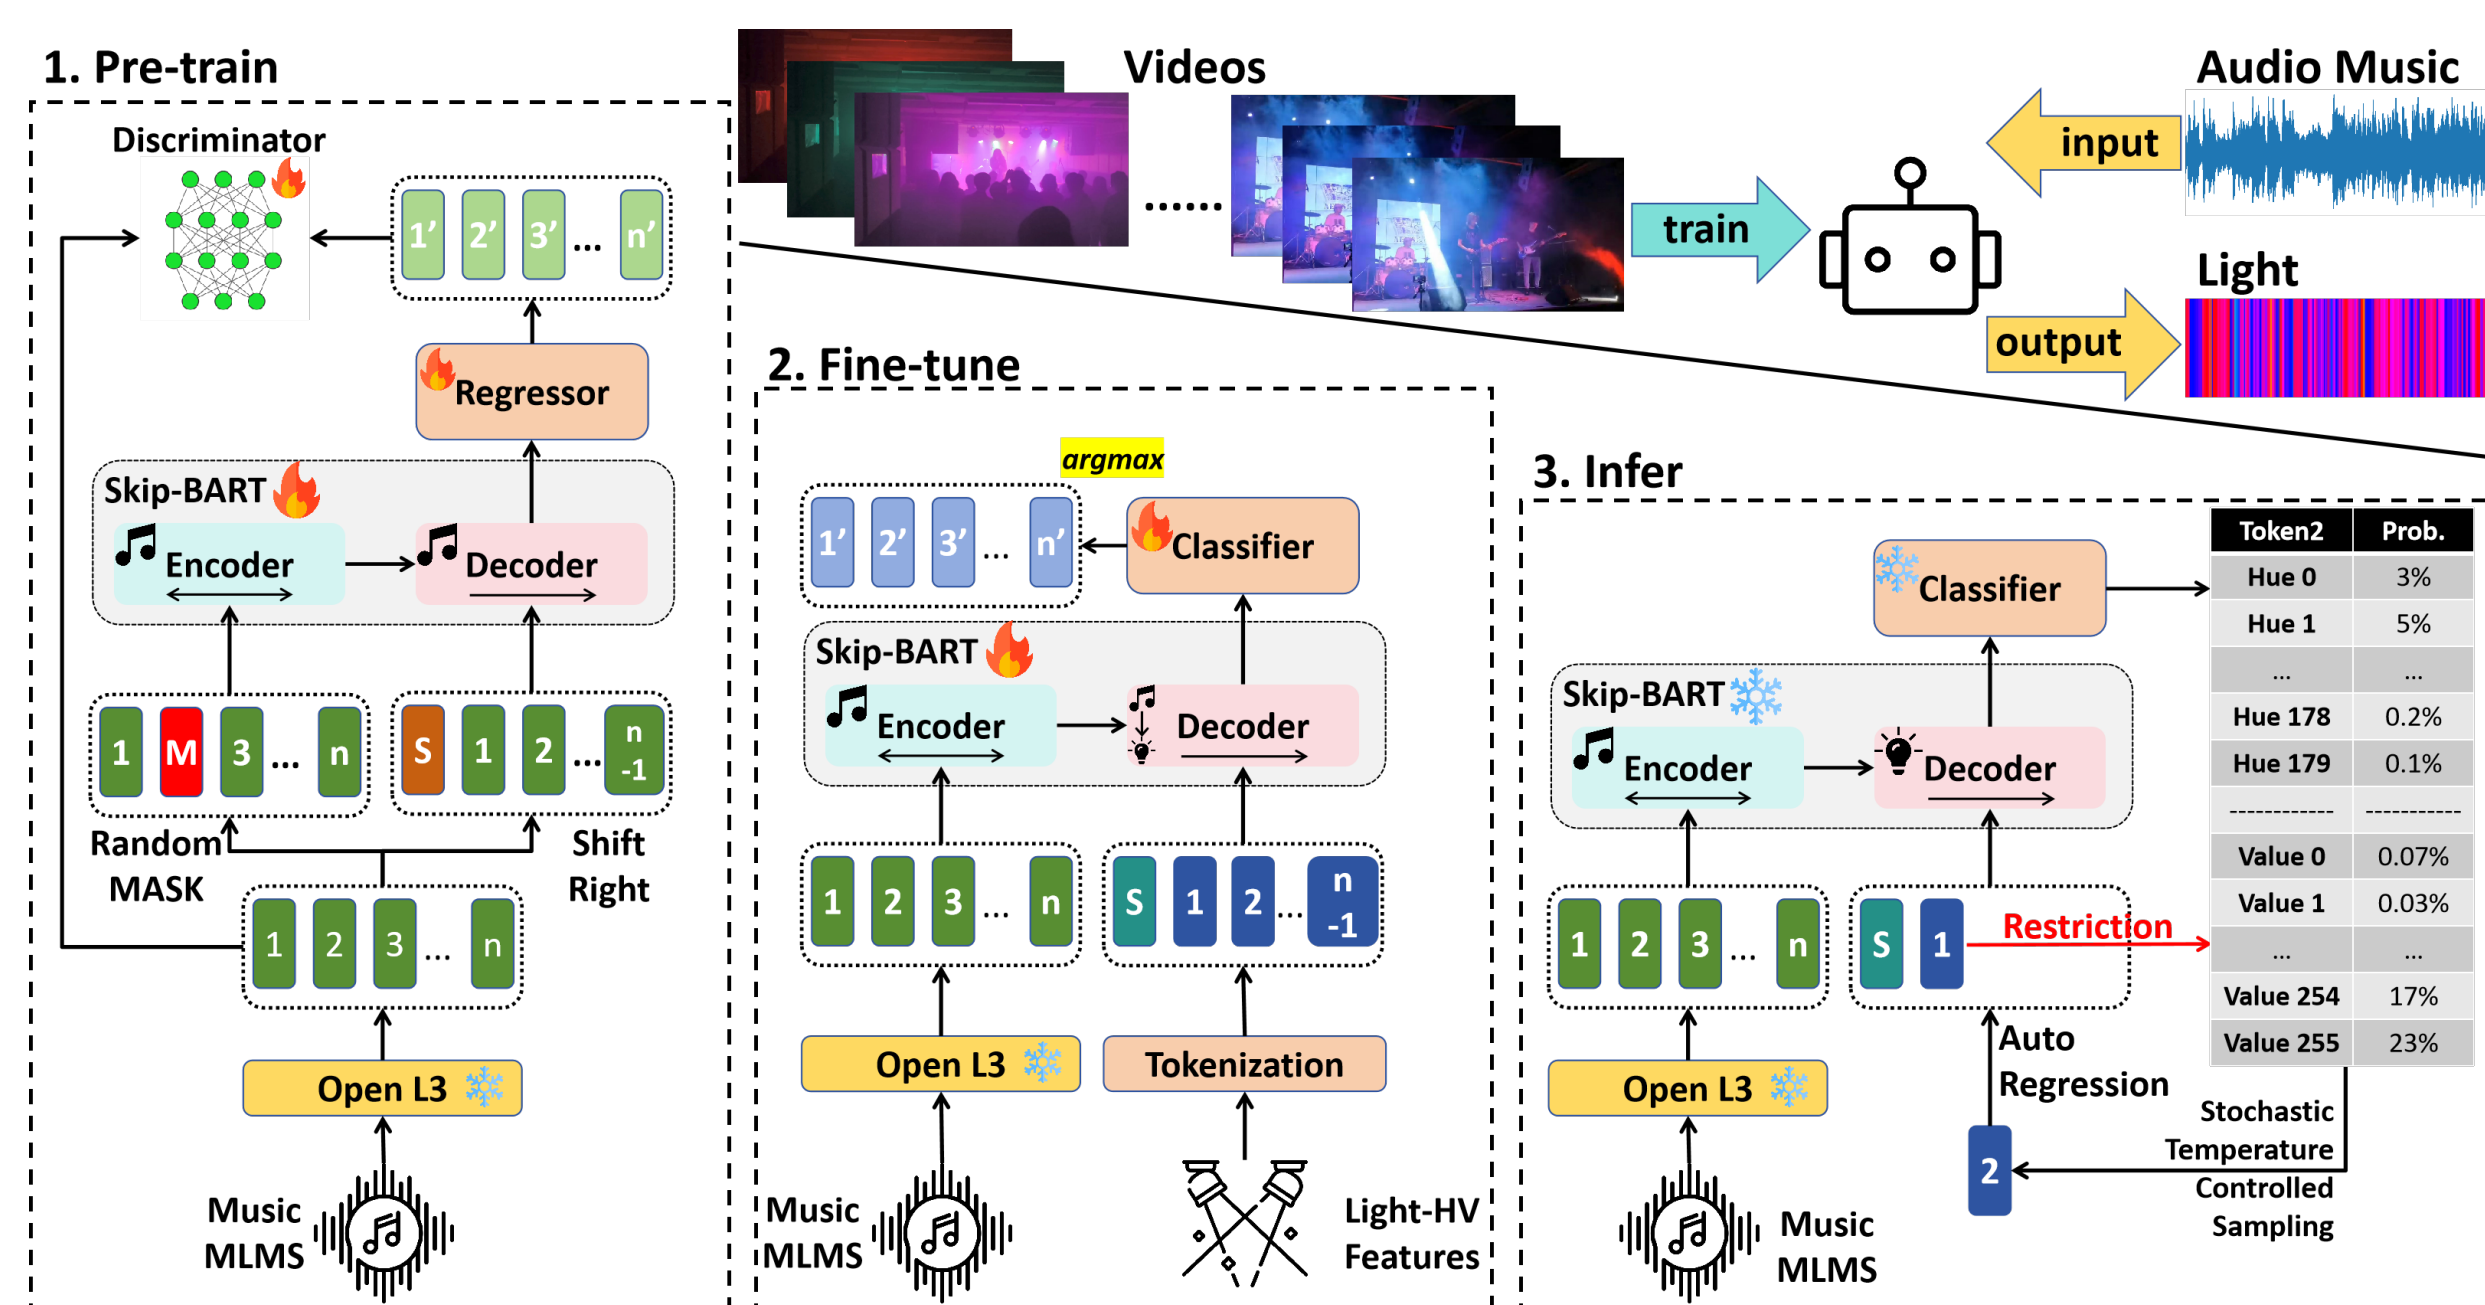 1. Pre-train
Discriminator
1’ 2’ 3’ ... n’
Regressor
Skip-BART
Encoder
Decoder
1 M 3 ... n
S 1 2 ... n -1
Random
MASK
Shift
Right
1 2 3 ... n
Open L3
Music
MLMS
Videos
......
train
Audio Music
input
Light
output
2. Fine-tune
argmax
1’ 2’ 3’ ... n’
Classifier
Skip-BART
Encoder
Decoder
1 2 3 ... n
S 1 2 ... n -1
Open L3
Tokenization
Music
MLMS
Light-HV
Features
3. Infer
Classifier
Skip-BART
Encoder
Decoder
1 2 3 ... n
S 1
Restriction
Open L3
Auto
Regression
2
Music
MLMS
Token2 Prob.
Hue 0 3%
Hue 1 5%
... ...
Hue 178 0.2%
Hue 179 0.1%
------------ -----------
Value 0 0.07%
Value 1 0.03%
... ...
Value 254 17%
Value 255 23%
Stochastic
Temperature
Controlled
Sampling